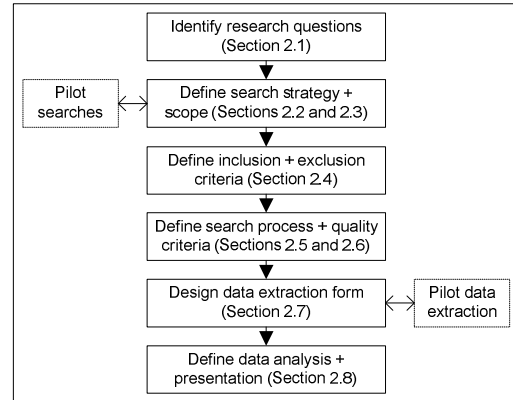 Identify research questions
(Section 2.1)
Pilot
searches
Define search strategy +
scope (Sections 2.2 and 2.3)
Define inclusion + exclusion
criteria (Section 2.4)
Define search process + quality
criteria (Sections 2.5 and 2.6)
Design data extraction form
(Section 2.7)
Pilot data
extraction
Define data analysis +
presentation (Section 2.8)